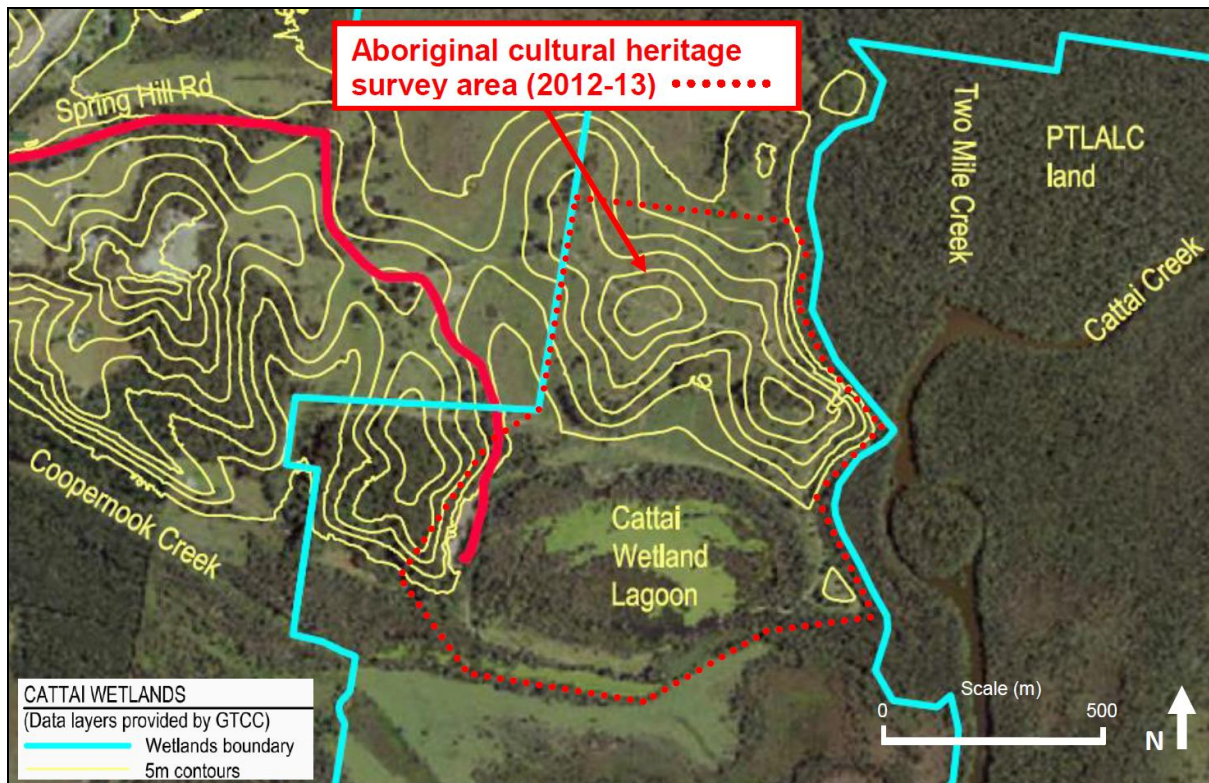 Aboriginal cultural heritage
survey area (2012-13)
Spring Hill Rd
Two Mile Creek
PTLALC
land
Cattai Creek
Coopernook Creek
Cattai
Wetland
Lagoon
CATTAI WETLANDS
(Data layers provided by GTCC)
Wetlands boundary
5m contours
Scale (m)
0
500
N